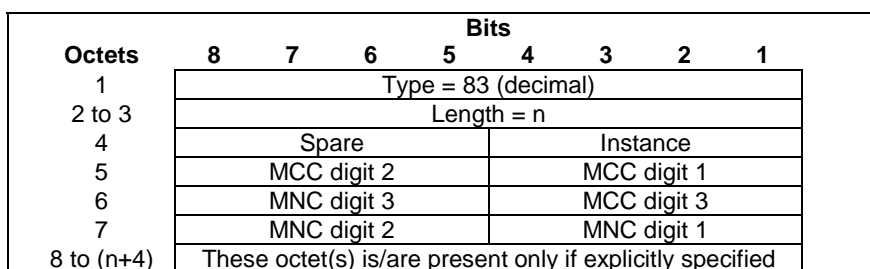 Bits
Octets 8 7 6 5 4 3 2 1
1 Type = 83 (decimal)
2 to 3 Length = n
4 Spare Instance
5 MCC digit 2 MCC digit 1
6 MNC digit 3 MCC digit 3
7 MNC digit 2 MNC digit 1
8 to (n+4) These octet(s) is/are present only if explicitly specified